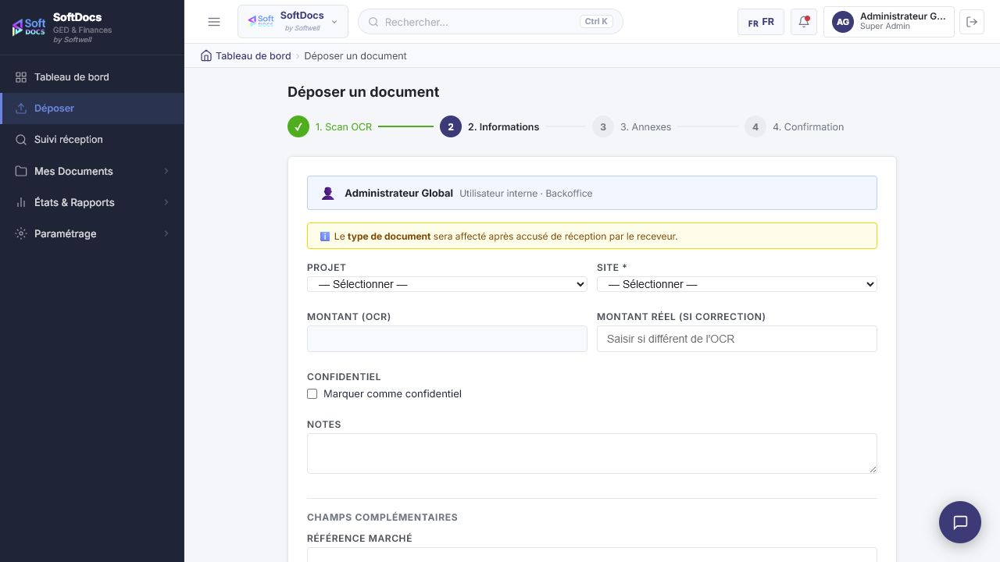 Soft
DOCS
SoftDocs
GED & Finances
by Softwell
Tableau de bord
Déposer
Suivi réception
Mes Documents
États & Rapports
Paramétrage
Soft
DOCS
SoftDocs
by Softwell
Rechercher...
Ctrl K
FR FR
AG
Administrateur G...
Super Admin
Tableau de bord › Déposer un document
Déposer un document
✓ 1. Scan OCR
2 2. Informations
3 3. Annexes
4 4. Confirmation
Administrateur Global Utilisateur interne · Backoffice
Le type de document sera affecté après accusé de réception par le receveur.
PROJET
— Sélectionner —
SITE *
— Sélectionner —
MONTANT (OCR)
MONTANT RÉEL (SI CORRECTION)
Saisir si différent de l'OCR
CONFIDENTIEL
Marquer comme confidentiel
NOTES
CHAMPS COMPLÉMENTAIRES
RÉFÉRENCE MARCHÉ